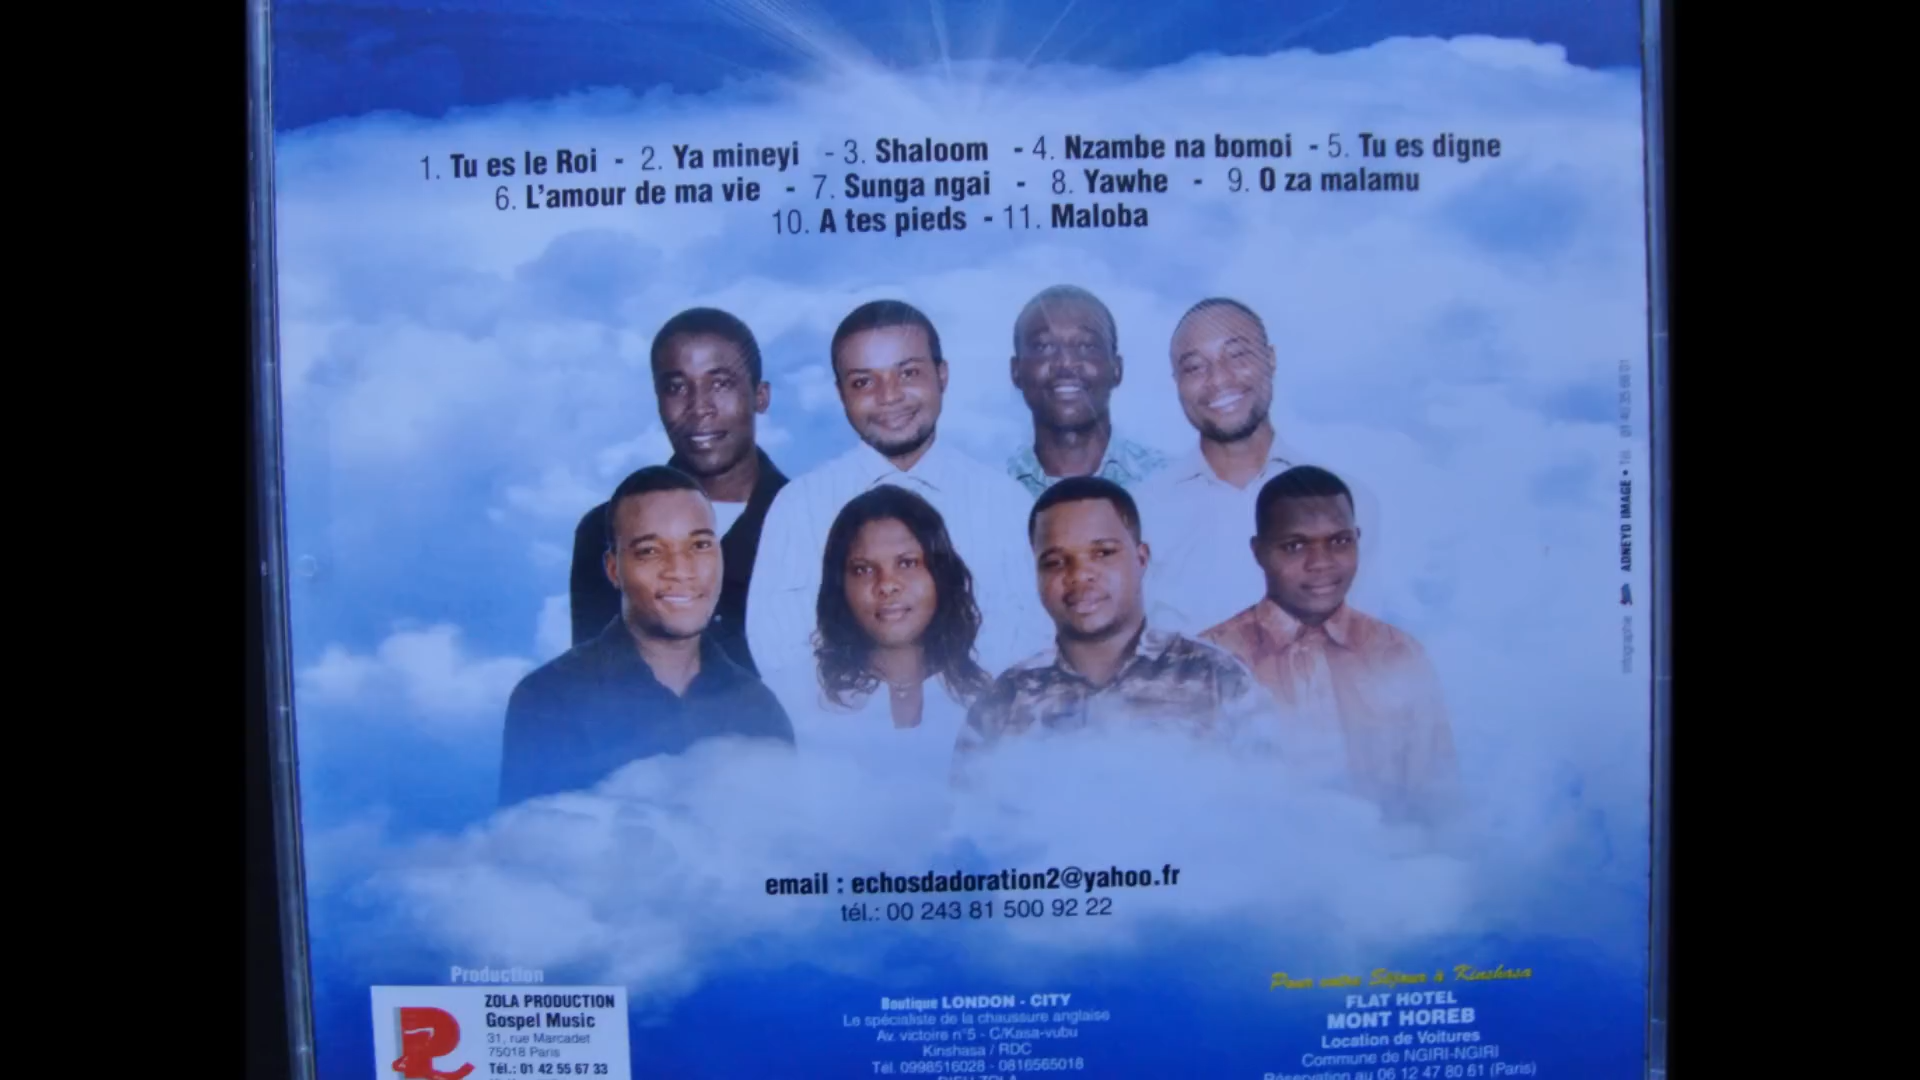 1. Tu es le Roi - 2. Ya mineyi - 3. Shaloom - 4. Nzambe na bomoi - 5. Tu es digne
6. L'amour de ma vie - 7. Sunga ngai - 8. Yawhe - 9. O za malamu
10. A tes pieds - 11. Maloba
email : echosdadoration2@yahoo.fr
tél.: 00 243 81 500 92 22
Production
ZOLA PRODUCTION
Gospel Music
31, rue Marcadet
75018 Paris
Tél.: 01 42 55 67 33
Boutique LONDON - CITY
Le spécialiste de la chaussure anglaise
Av. victoire n°5 - C/Kasa-vubu
Kinshasa / RDC
Tél. 0998516028 - 0816565018
Pour votre Séjour à Kinshasa
FLAT HOTEL
MONT HOREB
Location de Voitures
Commune de NGIRI-NGIRI
Réservation au 06 12 47 80 61 (Paris)
Infographie ADNEYD IMAGE • Tél.